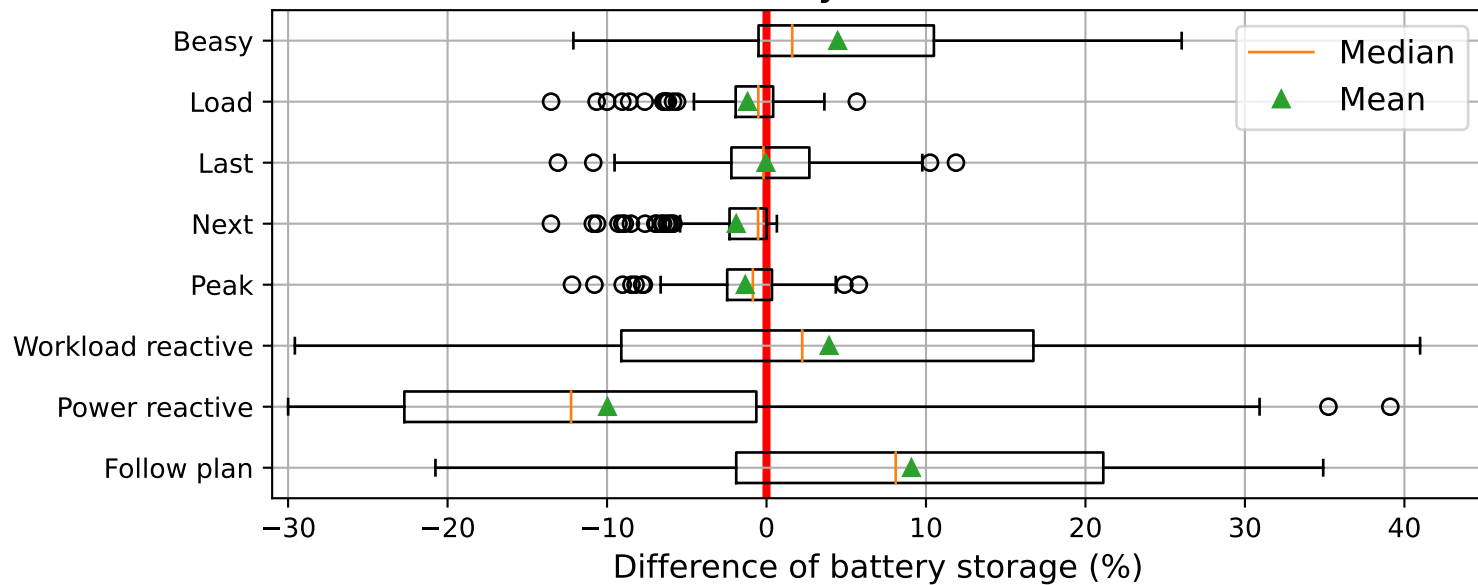 Beasy
Load
Last
Next
Peak
Workload reactive
Power reactive
Follow plan
Median
Mean
−30 −20 −10 0 10 20 30 40
Difference of battery storage (%)